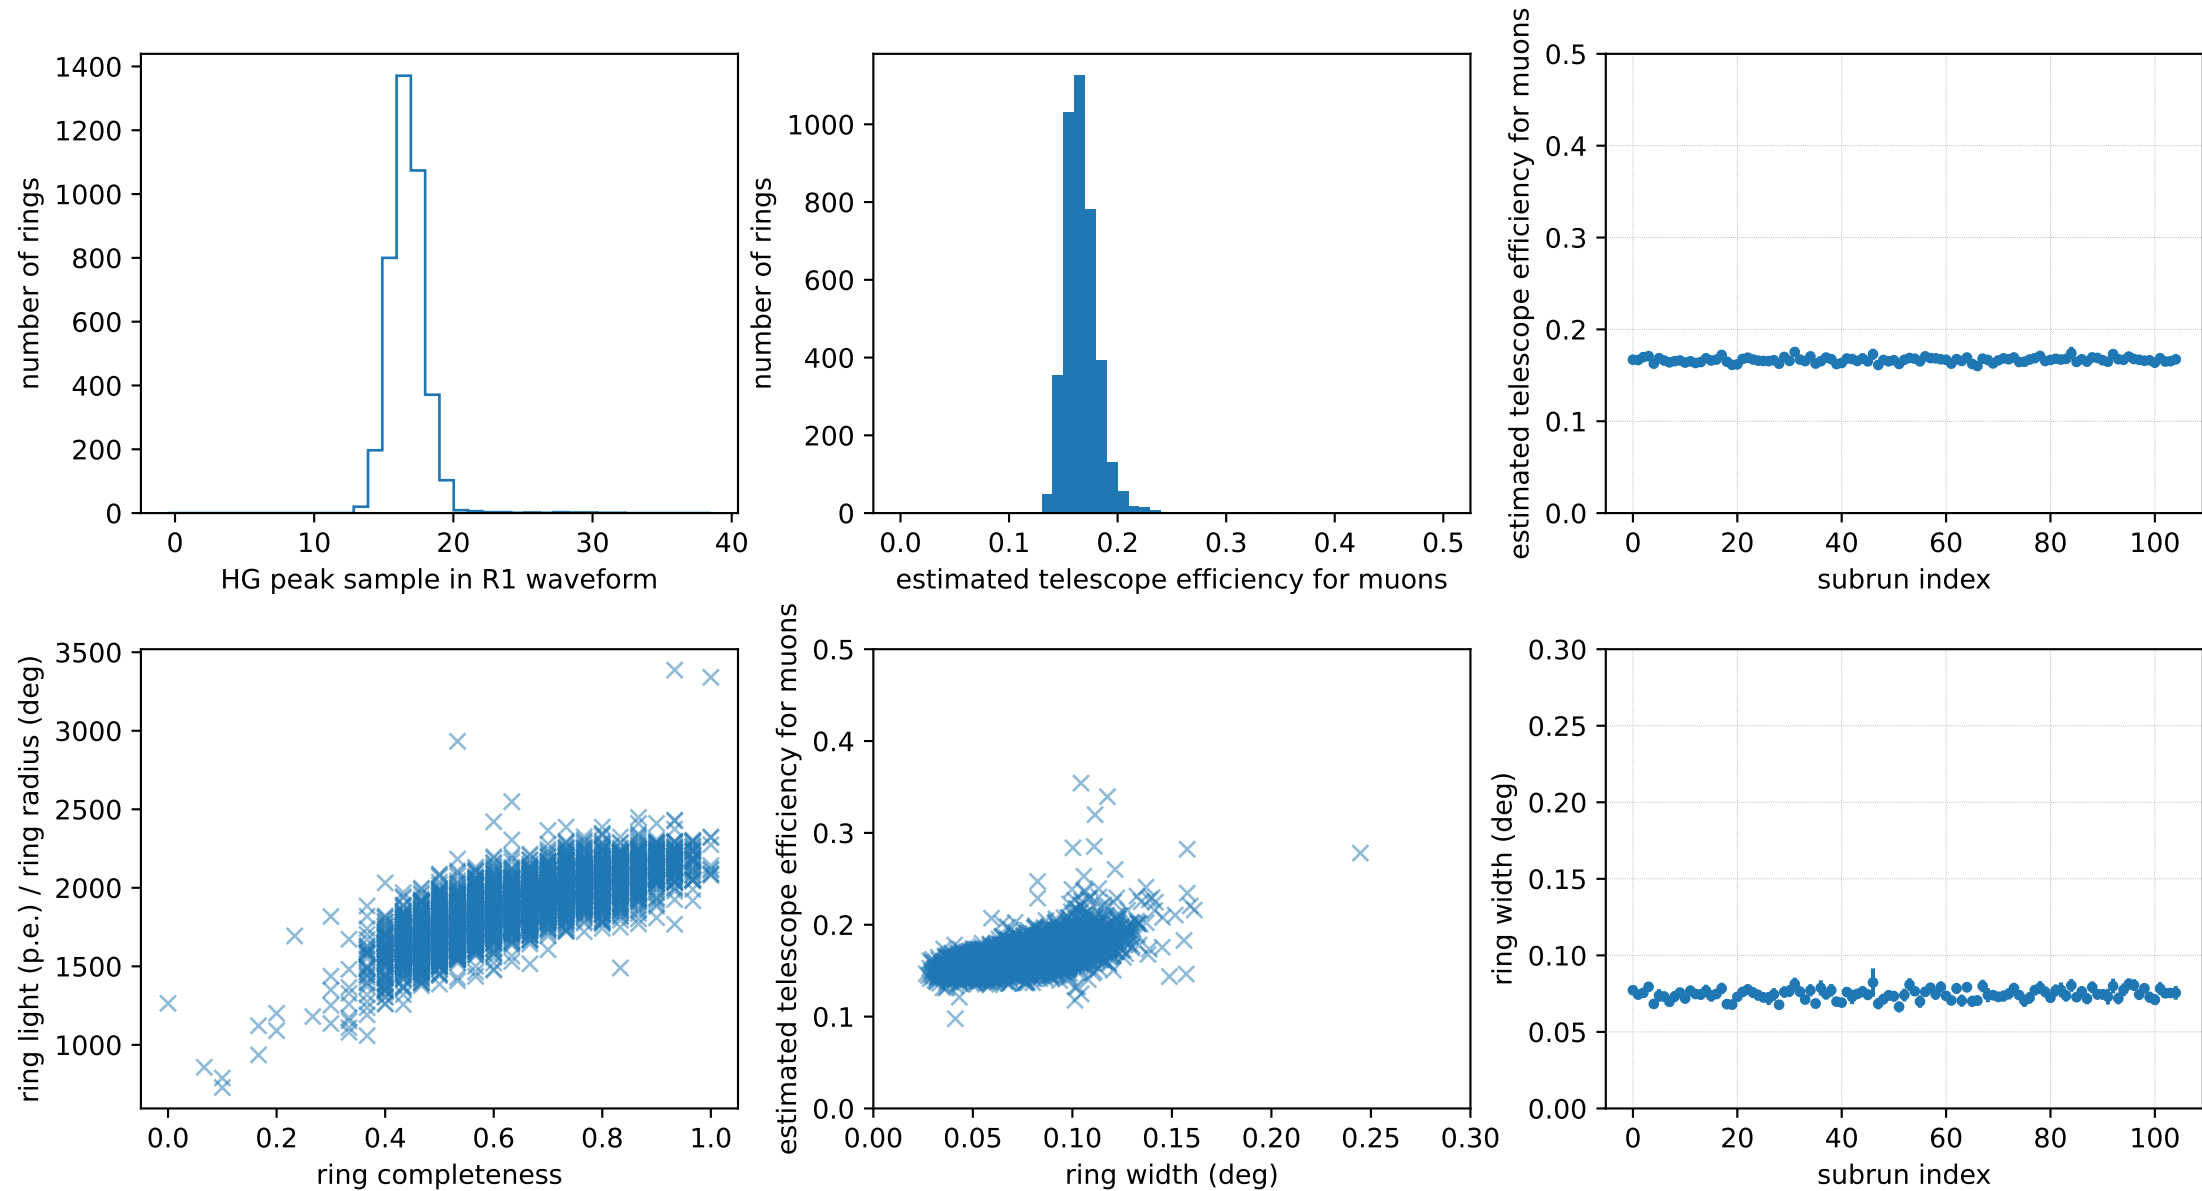 1400
1200
1000
800
600
400
200
0
number of rings
0 10 20 30 40
HG peak sample in R1 waveform
1000
800
600
400
200
0
number of rings
0.0 0.1 0.2 0.3 0.4 0.5
estimated telescope efficiency for muons
0.5
0.4
0.3
0.2
0.1
0.0
estimated telescope efficiency for muons
0 20 40 60 80 100
subrun index
3500
3000
2500
2000
1500
1000
ring light (p.e.) / ring radius (deg)
0.0 0.2 0.4 0.6 0.8 1.0
ring completeness
0.5
0.4
0.3
0.2
0.1
0.0
estimated telescope efficiency for muons
0.00 0.05 0.10 0.15 0.20 0.25 0.30
ring width (deg)
0.30
0.25
0.20
0.15
0.10
0.05
0.00
ring width (deg)
0 20 40 60 80 100
subrun index